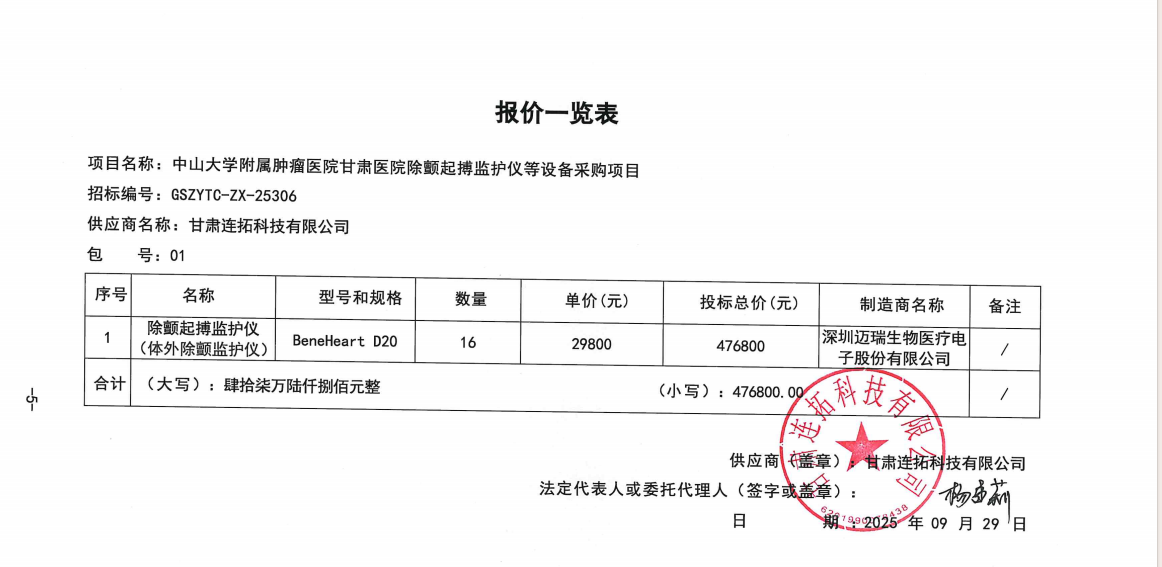 报价一览表
项目名称：中山大学附属肿瘤医院甘肃医院除颤起搏监护仪等设备采购项目
招标编号：GSZYTC-ZX-25306
供应商名称：甘肃连拓科技有限公司
包 号：01
序号 名称 型号和规格 数量 单价(元) 投标总价(元) 制造商名称 备注
1 除颤起搏监护仪（体外除颤监护仪） BeneHeart D20 16 29800 476800 深圳迈瑞生物医疗电子股份有限公司 /
合计 （大写）：肆拾柒万陆仟捌佰元整 （小写）：476800.00 /
供应商（盖章）：甘肃连拓科技有限公司
法定代表人或委托代理人（签字或盖章）：
日 期：2025 年 09 月 29 日
甘肃连拓科技有限公司
-5-